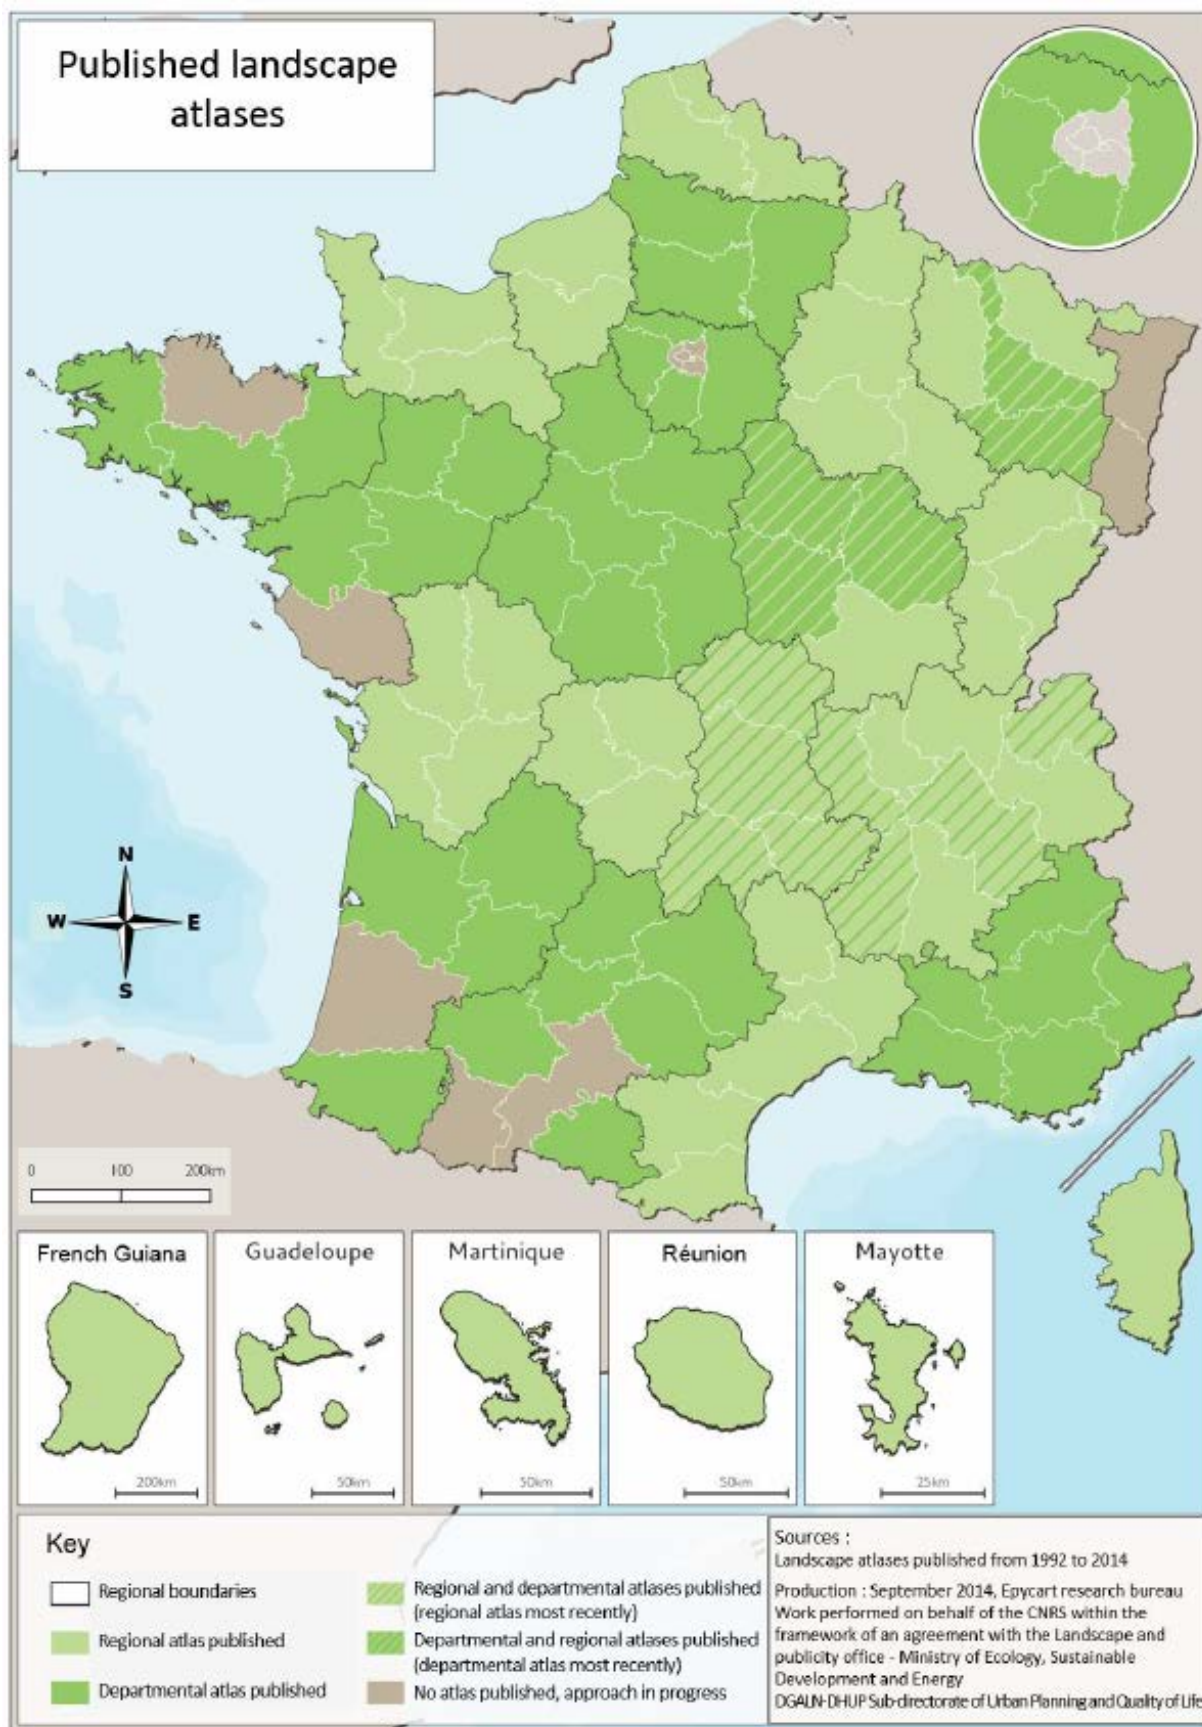 Published landscape
atlases
N
W
E
S
0 100 200km
French Guiana
200km
Guadeloupe
50km
Martinique
50km
Réunion
50km
Mayotte
25km
Key
Regional boundaries
Regional atlas published
Departmental atlas published
Regional and departmental atlases published
(regional atlas most recently)
Departmental and regional atlases published
(departmental atlas most recently)
No atlas published, approach in progress
Sources :
Landscape atlases published from 1992 to 2014
Production : September 2014, Epycart research bureau
Work performed on behalf of the CNRS within the
framework of an agreement with the Landscape and
publicity office - Ministry of Ecology, Sustainable
Development and Energy
DGALN-DHUP Sub-directorate of Urban Planning and Quality of Life